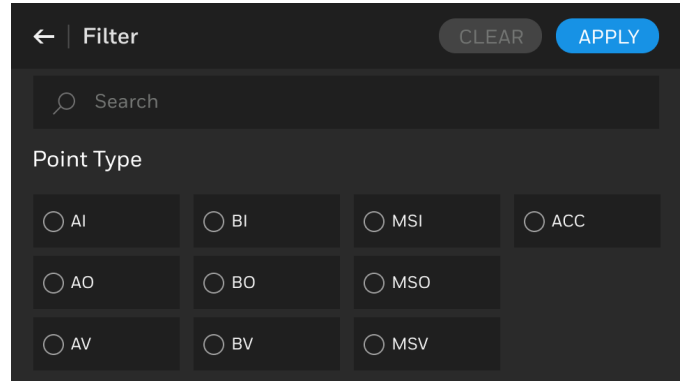 Filter CLEAR APPLY
Search
Point Type
AI BI MSI ACC
AO BO MSO
AV BV MSV